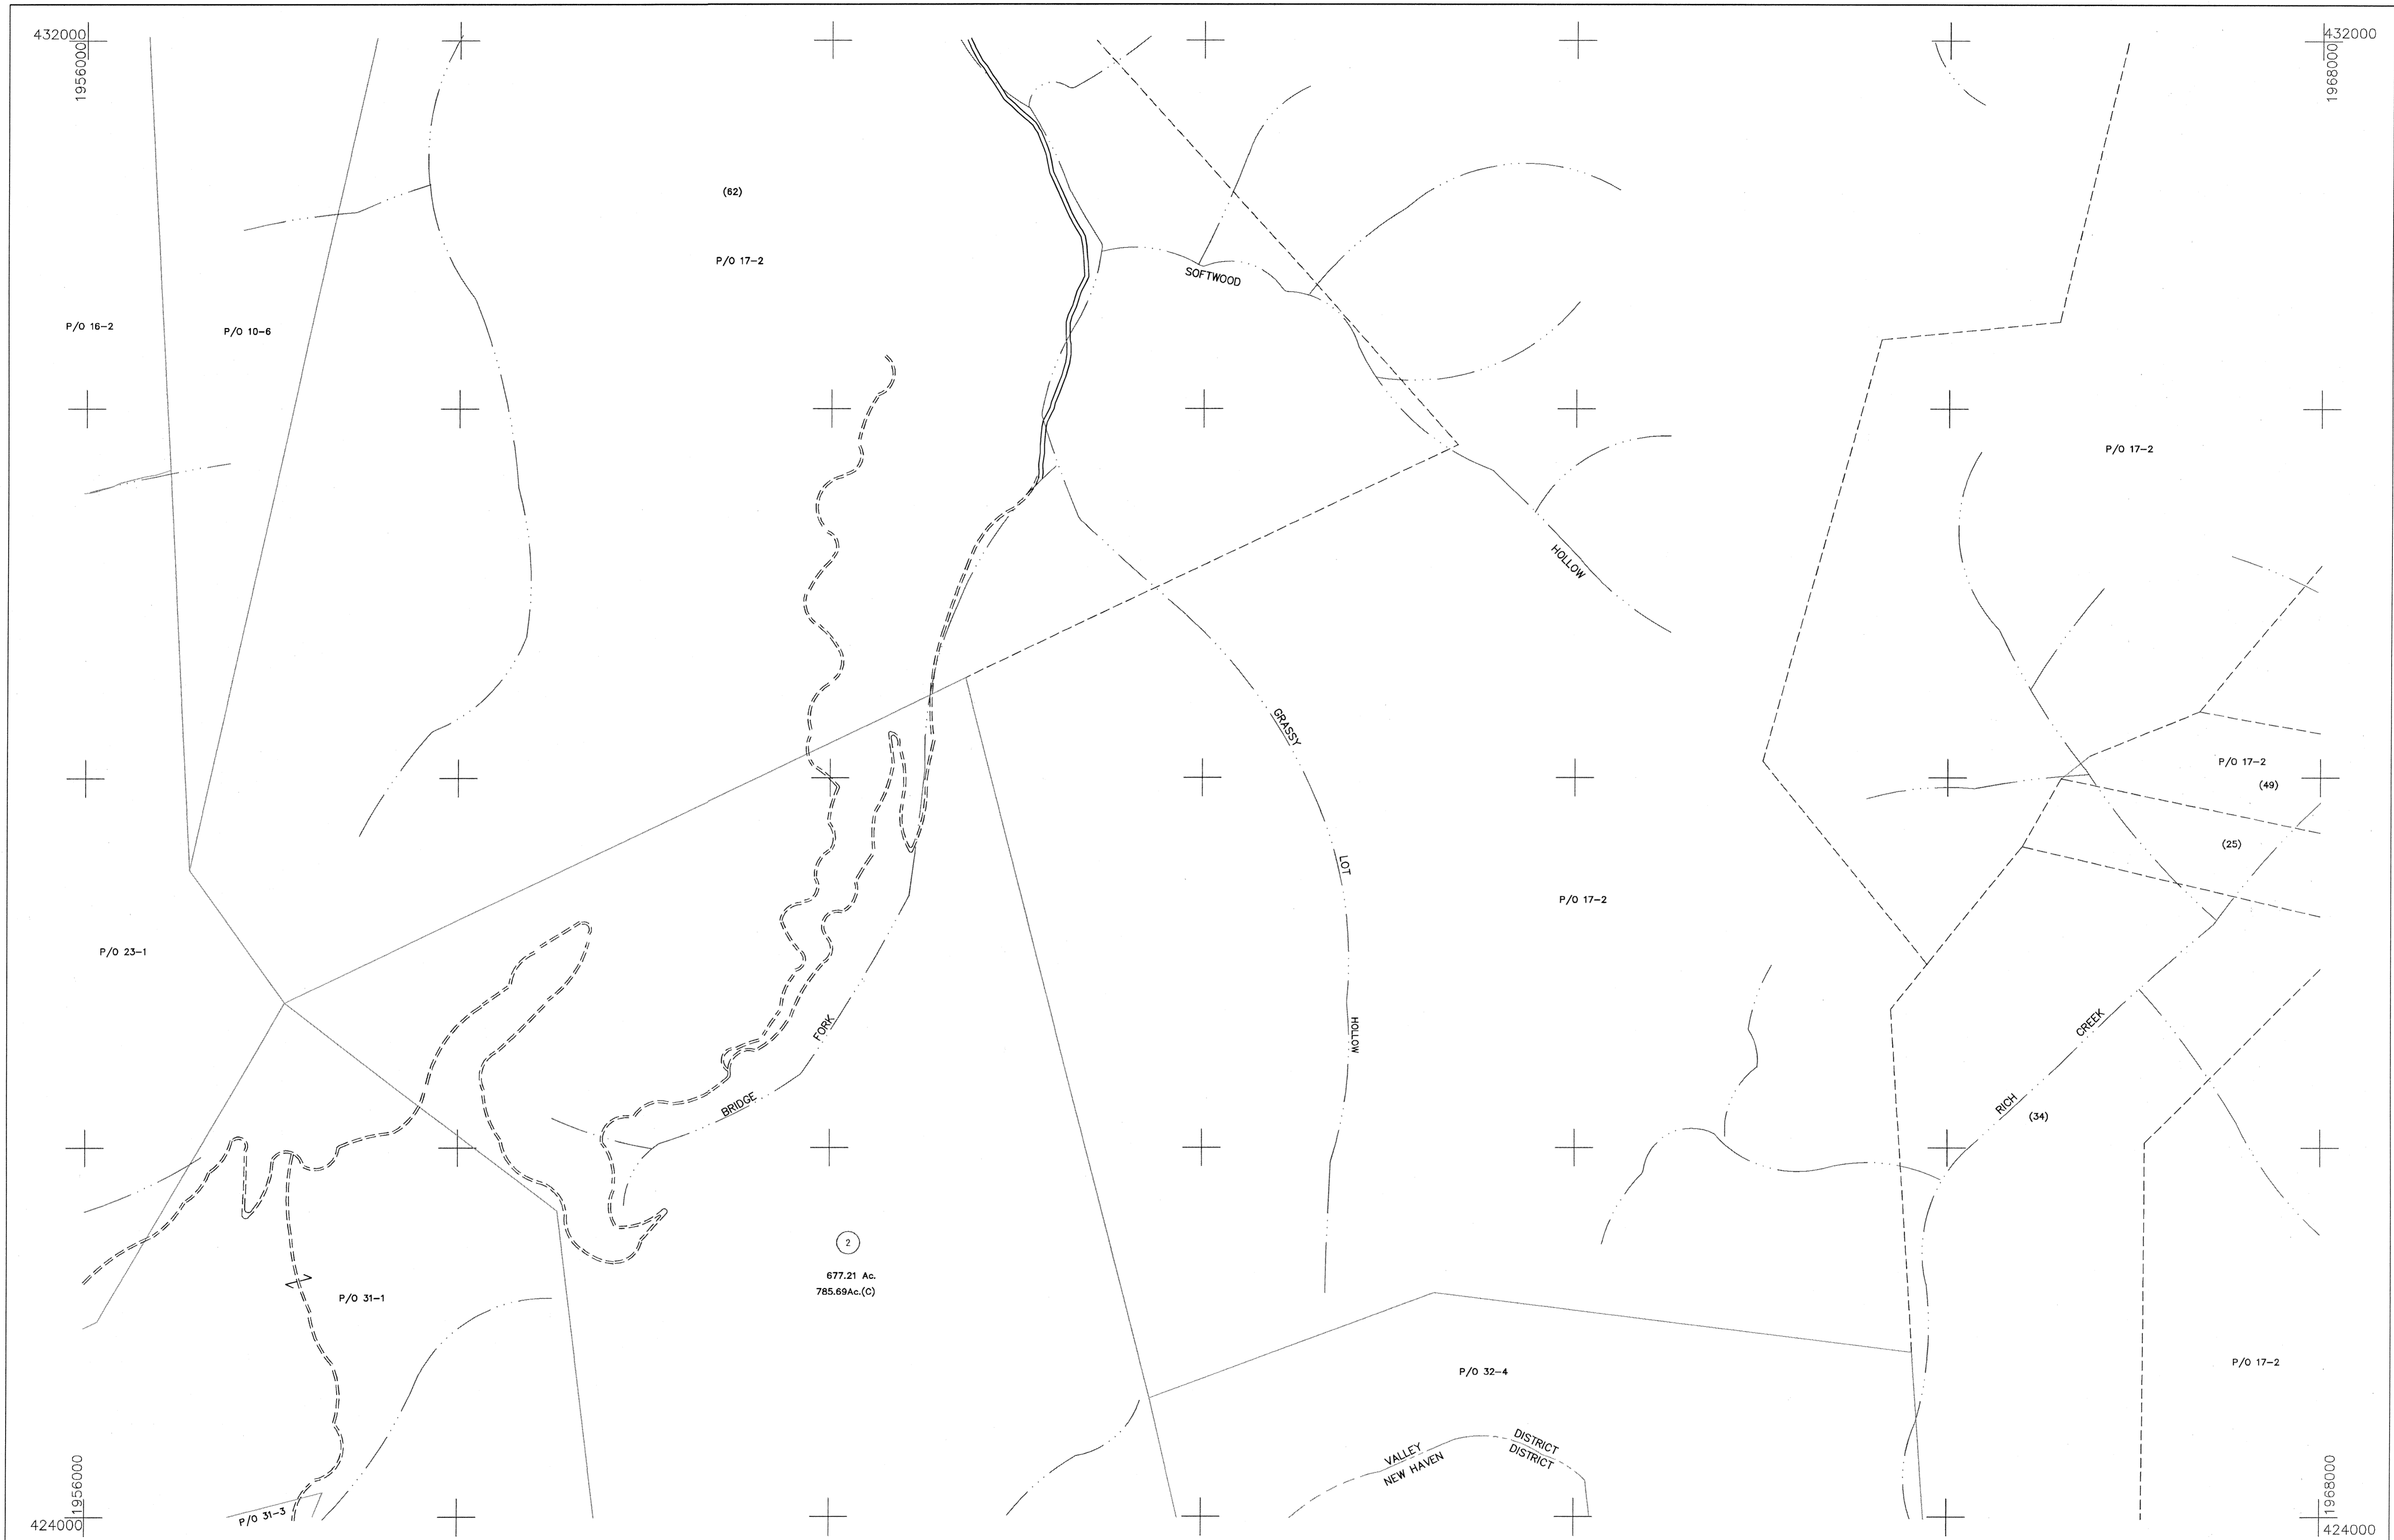 432000
1956000
432000
1968000
(62)
P/O 17-2
SOFTWOOD
P/O 16-2
P/O 10-6
P/O 17-2
HOLLOW
GRASSY
P/O 17-2
(49)
(25)
LOT
P/O 17-2
P/O 23-1
FORK
HOLLOW
CREEK
BRIDGE
RICH
(34)
2
677.21 Ac.
785.69Ac.(C)
P/O 31-1
P/O 32-4
P/O 17-2
VALLEY DISTRICT
NEW HAVEN DISTRICT
P/O 31-3
1956000
424000
1968000
424000